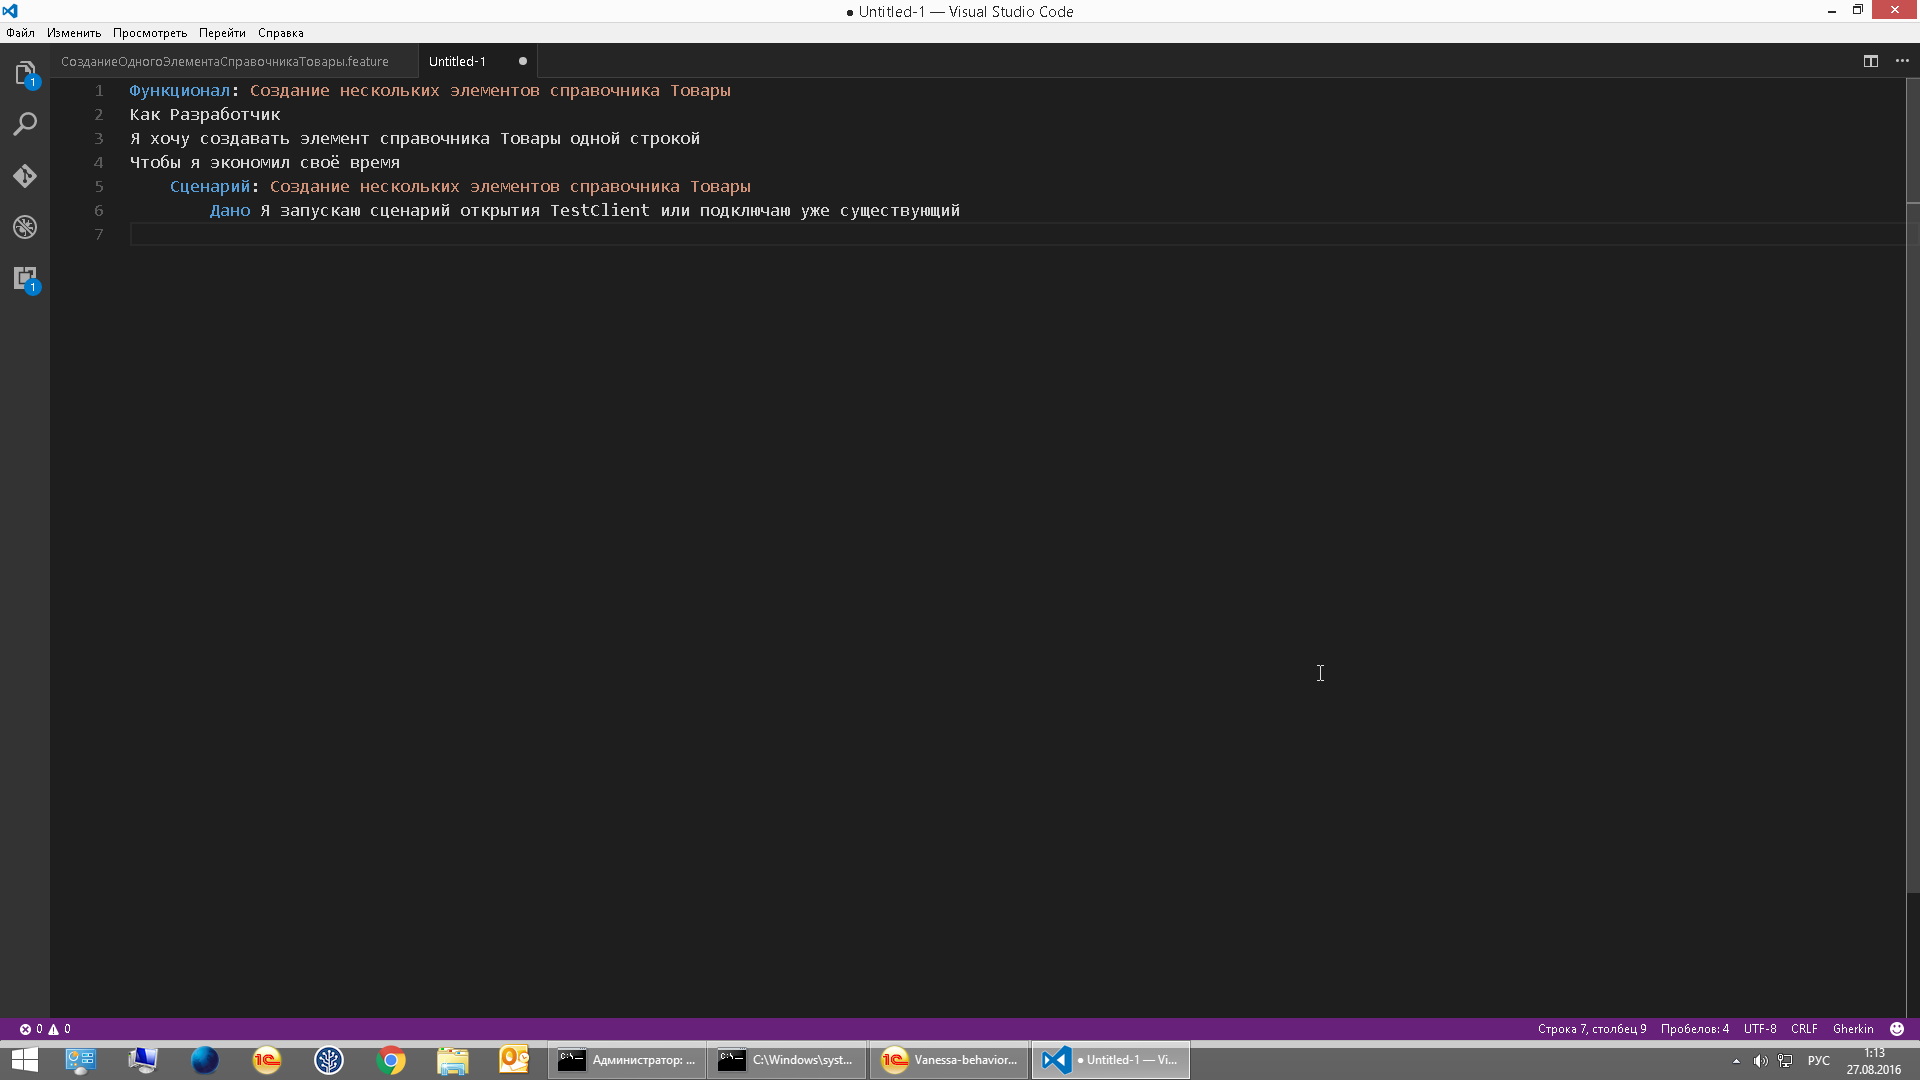 ● Untitled-1 — Visual Studio Code
Файл Изменить Просмотреть Перейти Справка
СозданиеОдногоЭлементаСправочникаТовары.feature Untitled-1
1 Функционал: Создание нескольких элементов справочника Товары
2 Как Разработчик
3 Я хочу создавать элемент справочника Товары одной строкой
4 Чтобы я экономил своё время
5 Сценарий: Создание нескольких элементов справочника Товары
6 Дано Я запускаю сценарий открытия TestClient или подключаю уже существующий
7
1
1
0 0 Строка 7, столбец 9 Пробелов: 4 UTF-8 CRLF Gherkin
Администратор: ... C:\Windows\syst... Vanessa-behavior... ● Untitled-1 — Vi... РУС 1:13
27.08.2016